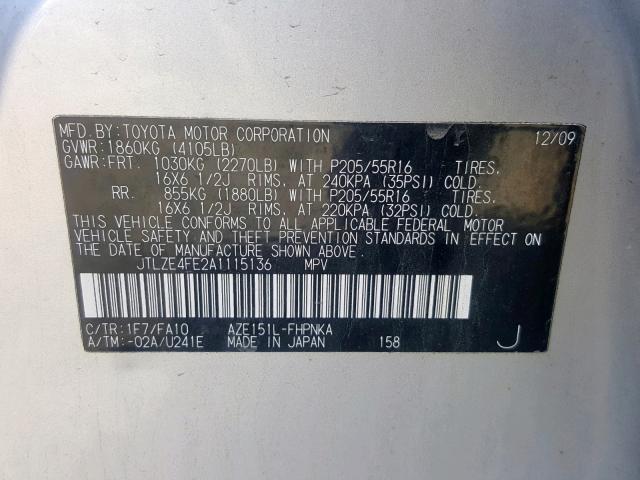 MFD.BY:TOYOTA MOTOR CORPORATION 12/09
GVWR:1860KG (4105LB)
GAWR:FRT. 1030KG (2270LB) WITH P205/55R16 TIRES,
16X6 1/2J RIMS, AT 240KPA (35PSI) COLD.
RR. 855KG (1880LB) WITH P205/55R16 TIRES,
16X6 1/2J RIMS, AT 220KPA (32PSI) COLD.
THIS VEHICLE CONFORMS TO ALL APPLICABLE FEDERAL MOTOR
VEHICLE SAFETY AND THEFT PREVENTION STANDARDS IN EFFECT ON
THE DATE OF MANUFACTURE SHOWN ABOVE.
JTLZE4FE2A1115136 MPV
C/TR:1F7/FA10 AZE151L-FHPNKA
A/TM:-02A/U241E MADE IN JAPAN 158 J